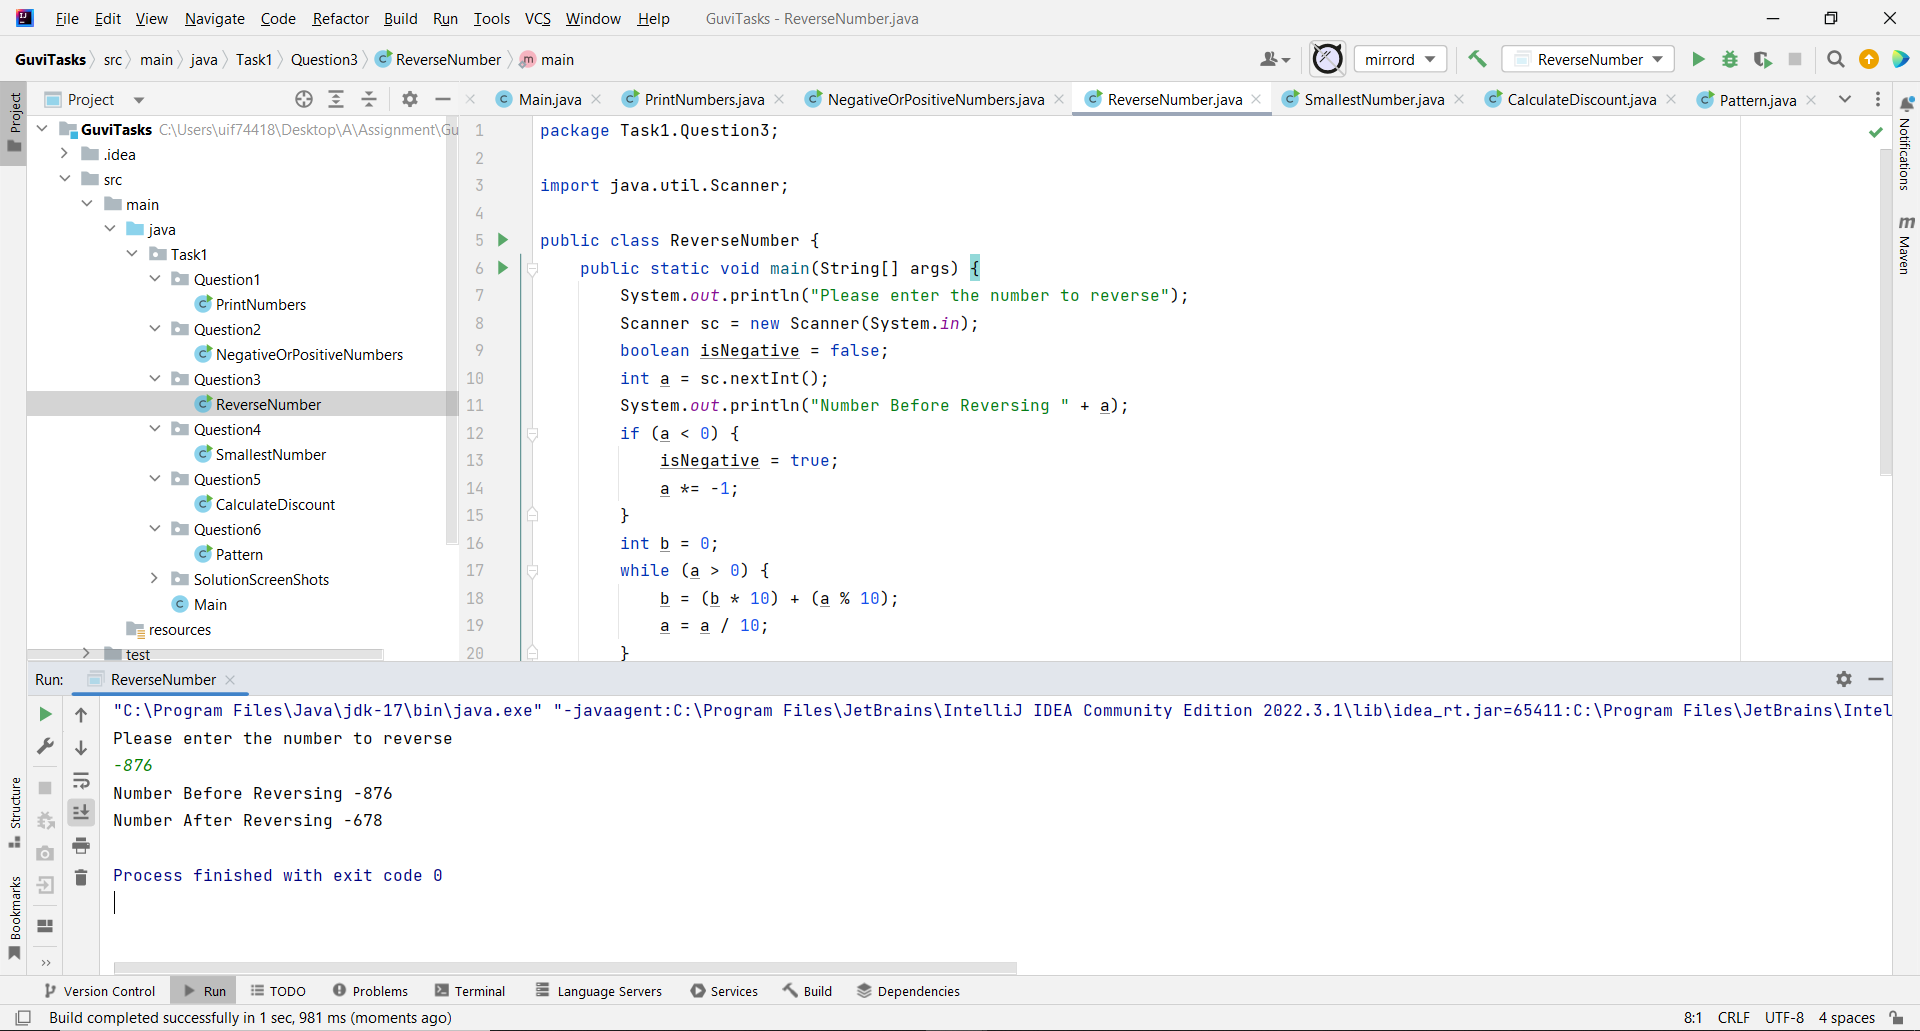 File Edit View Navigate Code Refactor Build Run Tools VCS Window Help GuviTasks - ReverseNumber.java
GuviTasks src main java Task1 Question3 ReverseNumber main mirrord ReverseNumber
Project Main.java PrintNumbers.java NegativeOrPositiveNumbers.java ReverseNumber.java SmallestNumber.java CalculateDiscount.java Pattern.java
Project
Structure
Bookmarks
GuviTasks C:\Users\uif74418\Desktop\A\Assignment\Gu
.idea
src
main
java
Task1
Question1
PrintNumbers
Question2
NegativeOrPositiveNumbers
Question3
ReverseNumber
Question4
SmallestNumber
Question5
CalculateDiscount
Question6
Pattern
SolutionScreenShots
Main
resources
test
1 package Task1.Question3;
2
3 import java.util.Scanner;
4
5 public class ReverseNumber {
6 public static void main(String[] args) {
7 System.out.println("Please enter the number to reverse");
8 Scanner sc = new Scanner(System.in);
9 boolean isNegative = false;
10 int a = sc.nextInt();
11 System.out.println("Number Before Reversing " + a);
12 if (a < 0) {
13 isNegative = true;
14 a *= -1;
15 }
16 int b = 0;
17 while (a > 0) {
18 b = (b * 10) + (a % 10);
19 a = a / 10;
20 }
Notifications
Maven
Run: ReverseNumber
"C:\Program Files\Java\jdk-17\bin\java.exe" "-javaagent:C:\Program Files\JetBrains\IntelliJ IDEA Community Edition 2022.3.1\lib\idea_rt.jar=65411:C:\Program Files\JetBrains\Intel
Please enter the number to reverse
-876
Number Before Reversing -876
Number After Reversing -678
Process finished with exit code 0
Version Control Run TODO Problems Terminal Language Servers Services Build Dependencies
Build completed successfully in 1 sec, 981 ms (moments ago) 8:1 CRLF UTF-8 4 spaces